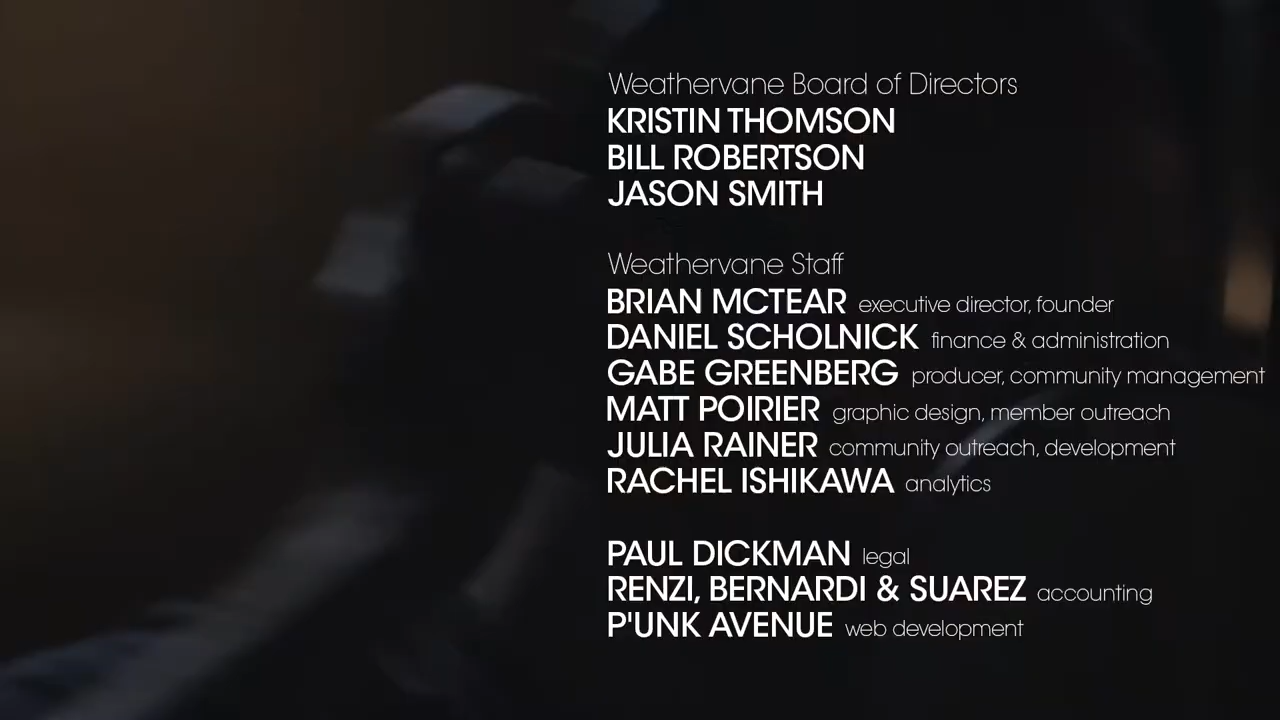 Weathervane Board of Directors
KRISTIN THOMSON
BILL ROBERTSON
JASON SMITH
Weathervane Staff
BRIAN MCTEAR executive director, founder
DANIEL SCHOLNICK finance & administration
GABE GREENBERG producer, community management
MATT POIRIER graphic design, member outreach
JULIA RAINER community outreach, development
RACHEL ISHIKAWA analytics
PAUL DICKMAN legal
RENZI, BERNARDI & SUAREZ accounting
P'UNK AVENUE web development